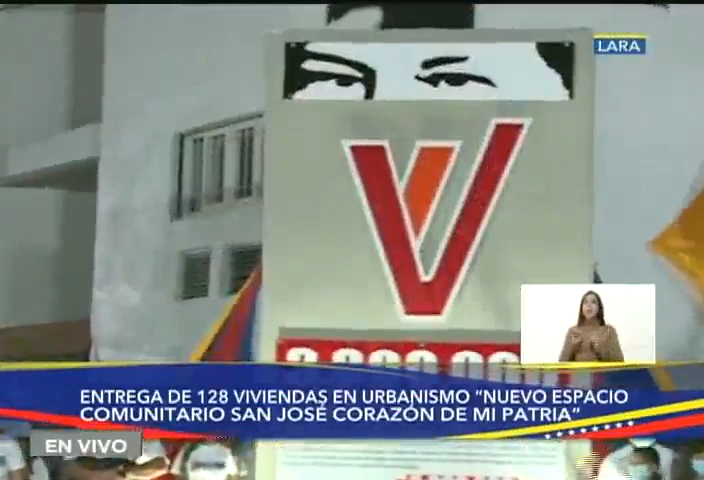 LARA
ENTREGA DE 128 VIVIENDAS EN URBANISMO “NUEVO ESPACIO
COMUNITARIO SAN JOSÉ CORAZÓN DE MI PATRIA”
EN VIVO